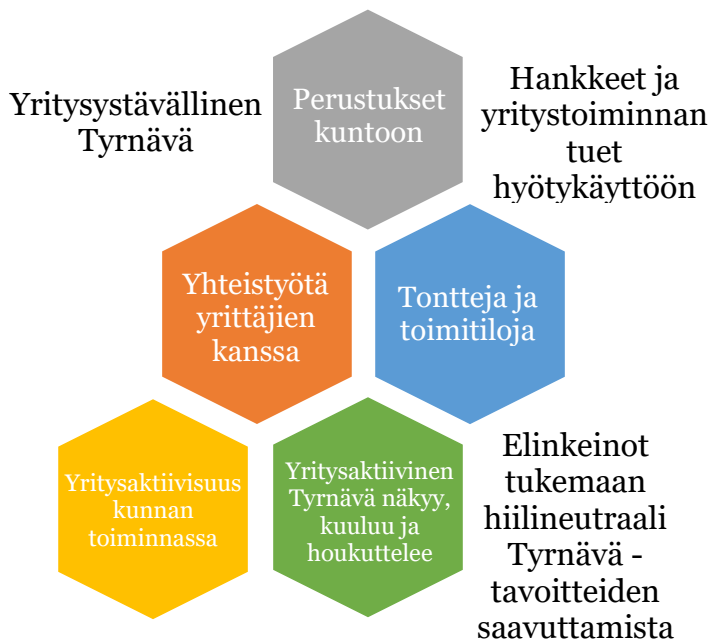 Yritysystävällinen
Tyrnävä
Perustukset
kuntoon
Hankkeet ja
yritystoiminnan
tuet
hyötykäyttöön
Yhteistyötä
yrittäjien
kanssa
Tontteja ja
toimitiloja
Yritysaktiivisuus
kunnan
toiminnassa
Yritysaktiivinen
Tyrnävä näkyy,
kuuluu ja
houkuttelee
Elinkeinot
tukemaan
hiilineutraali
Tyrnävä -
tavoitteiden
saavuttamista